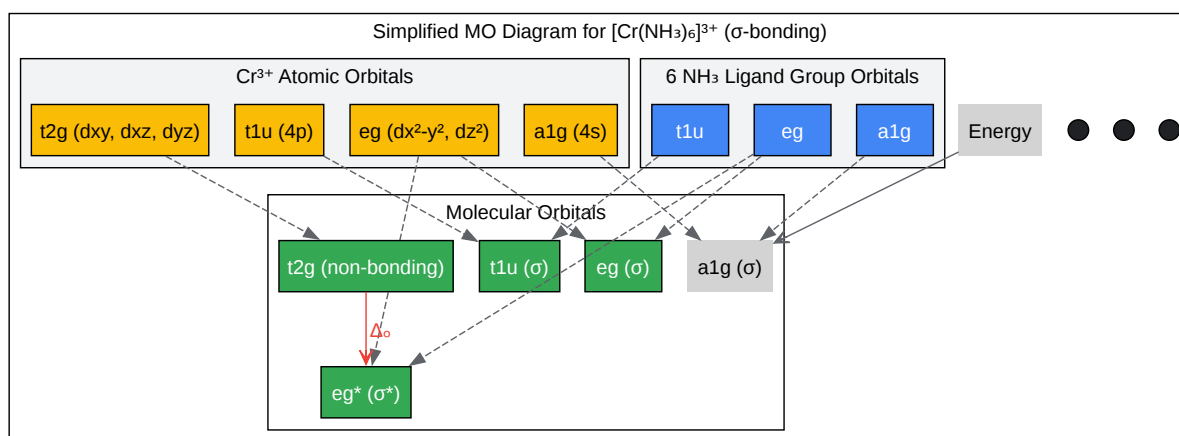 Simplified MO Diagram for [Cr(NH₃)₆]³⁺ (σ-bonding)
Cr³⁺ Atomic Orbitals
6 NH₃ Ligand Group Orbitals
t2g (dxy, dxz, dyz)
t1u (4p)
eg (dx²-y², dz²)
a1g (4s)
t1u
eg
a1g
Energy
Molecular Orbitals
t2g (non-bonding)
t1u (σ)
eg (σ)
a1g (σ)
Δₒ
eg* (σ*)